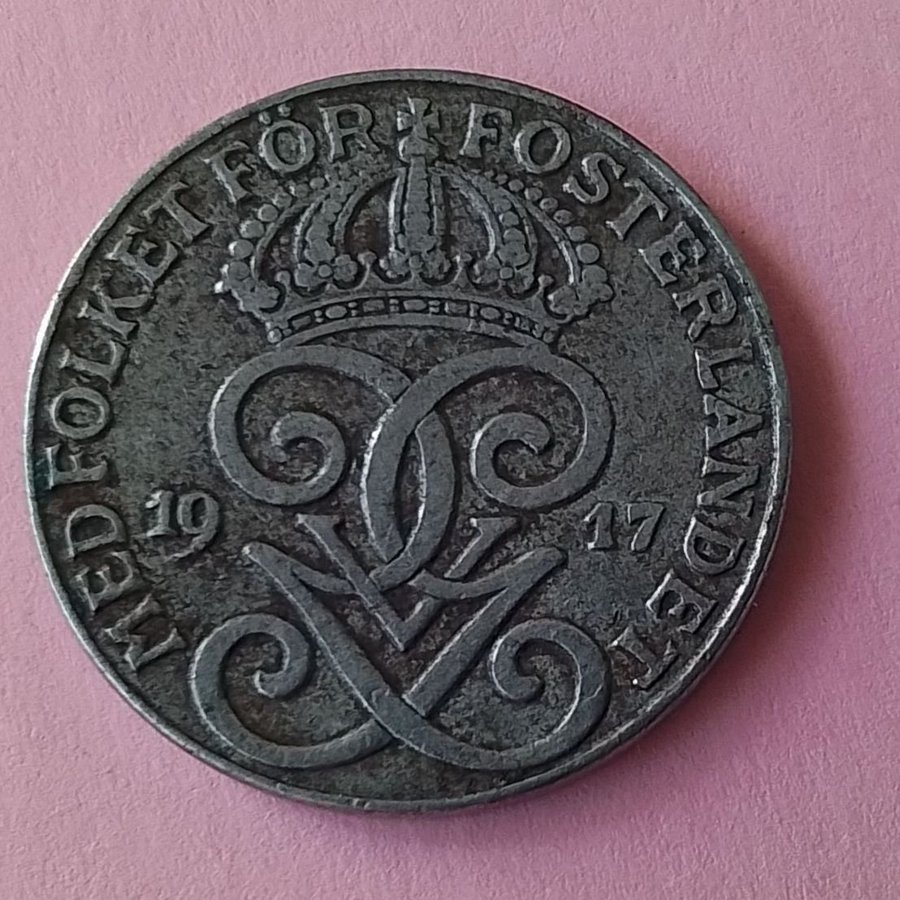 MED FOLKET FÖR FOSTERLANDET
19 17